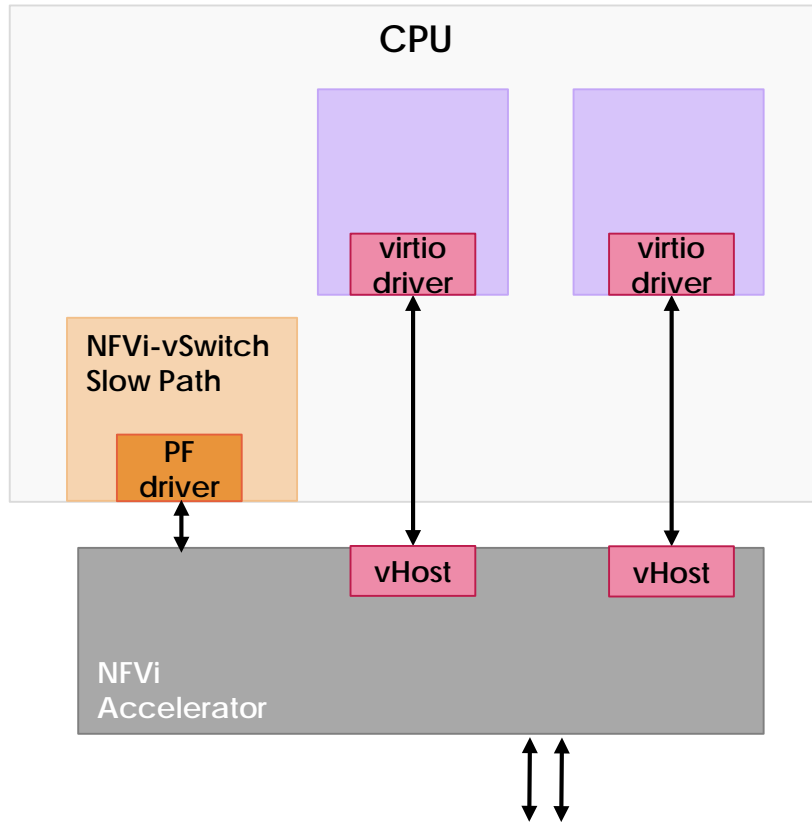 CPU
virtio
driver
virtio
driver
NFVi-vSwitch
Slow Path
PF
driver
vHost
vHost
NFVi
Accelerator